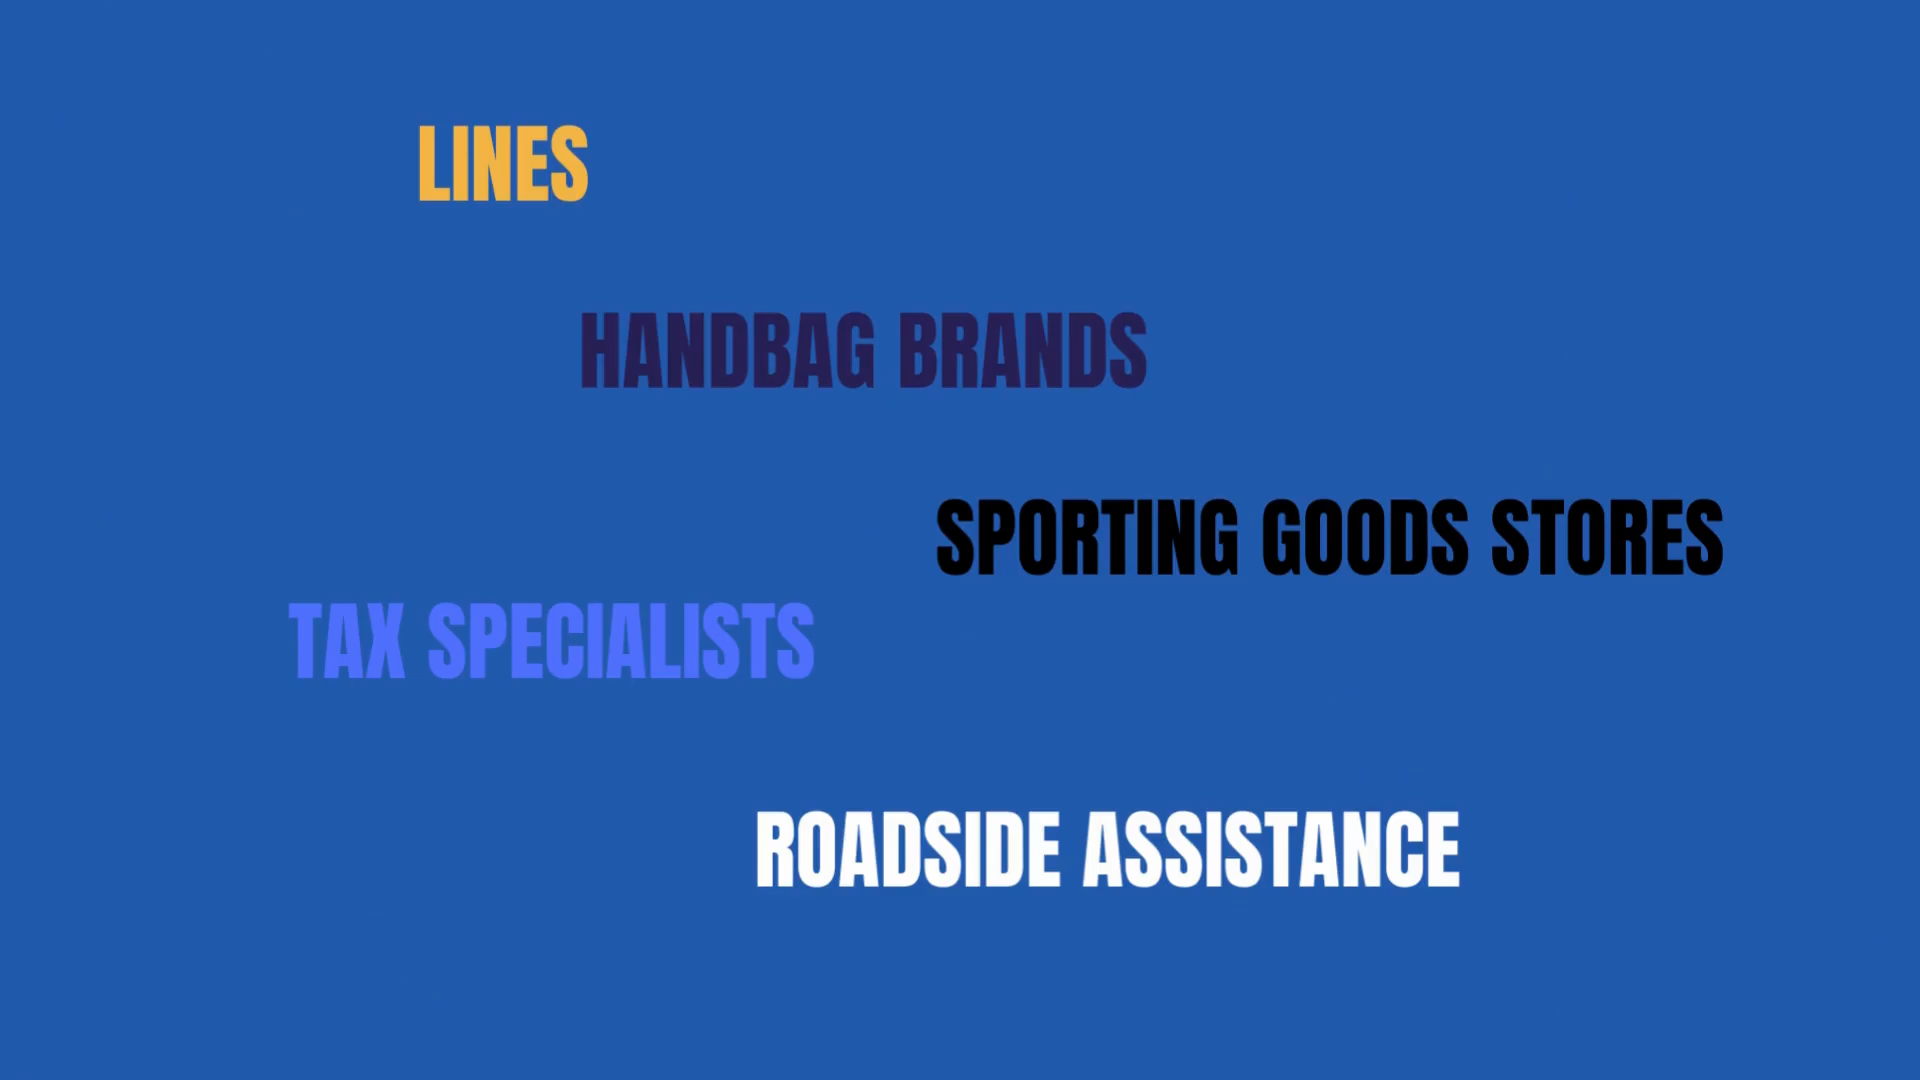 LINES
HANDBAG BRANDS
SPORTING GOODS STORES
TAX SPECIALISTS
ROADSIDE ASSISTANCE